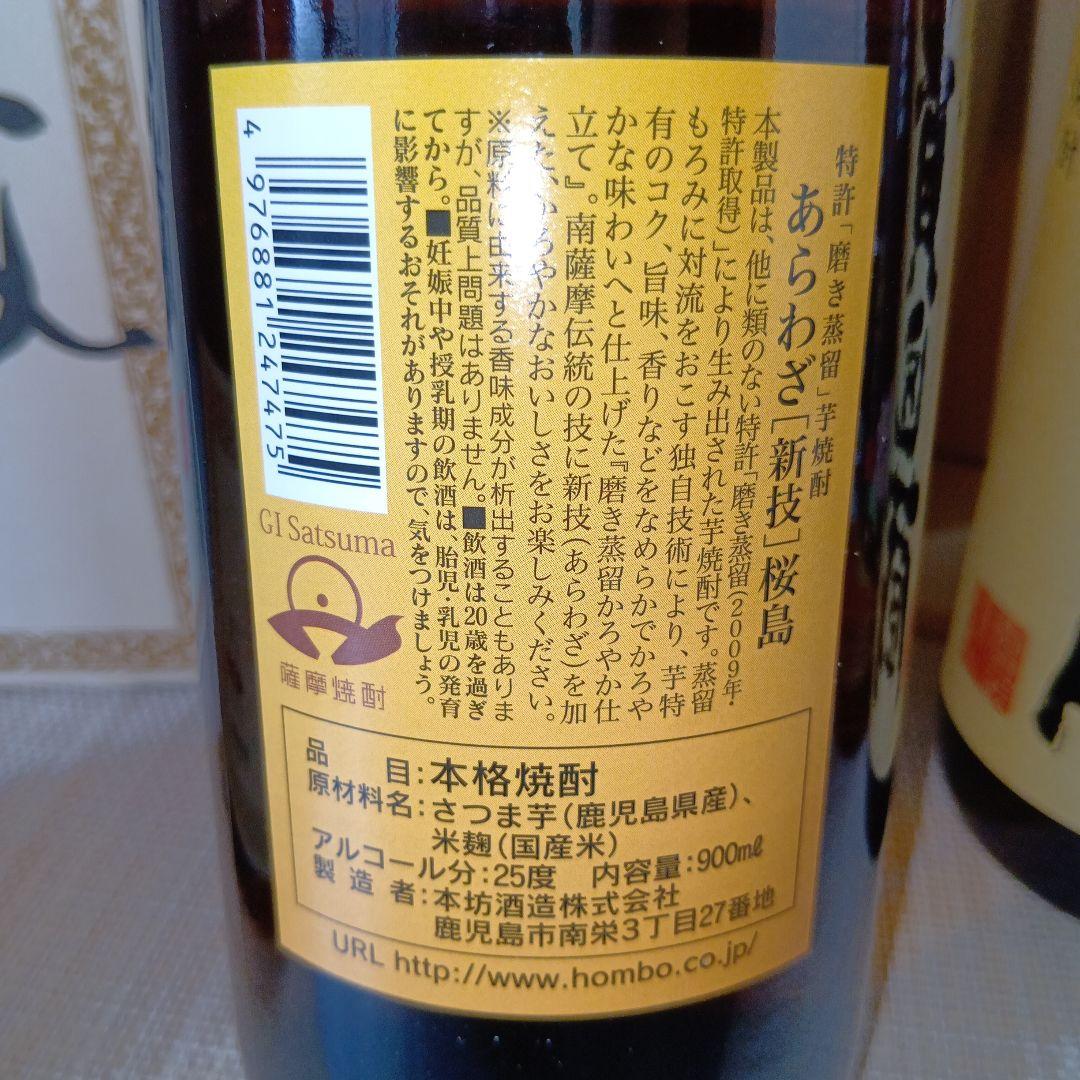 特許「磨き蒸留」芋焼酎
あらわざ[新技]桜島
本製品は、他に類のない特許「磨き蒸留(2009年・
特許取得)」により生み出された芋焼酎です。蒸留
もろみに対流をおこす独自技術により、芋特
有のコク、旨味、香りなどをなめらかでかろや
かな味わいへと仕上げた『磨き蒸留かろやか仕
立て』。南薩摩伝統の技に新技(あらわざ)を加
えた、かろやかなおいしさをお楽しみください。
※原料に由来する香味成分が析出することもありま
すが、品質上問題はありません。■飲酒は20歳を過ぎ
てから。■妊娠中や授乳期の飲酒は、胎児・乳児の発育
に影響するおそれがありますので、気をつけましょう。
4 976881 247475
GI Satsuma
薩摩焼酎
品 目:本格焼酎
原材料名:さつま芋(鹿児島県産)、
米麹(国産米)
アルコール分:25度 内容量:900mℓ
製造者:本坊酒造株式会社
鹿児島市南栄3丁目27番地
URL http://www.hombo.co.jp/